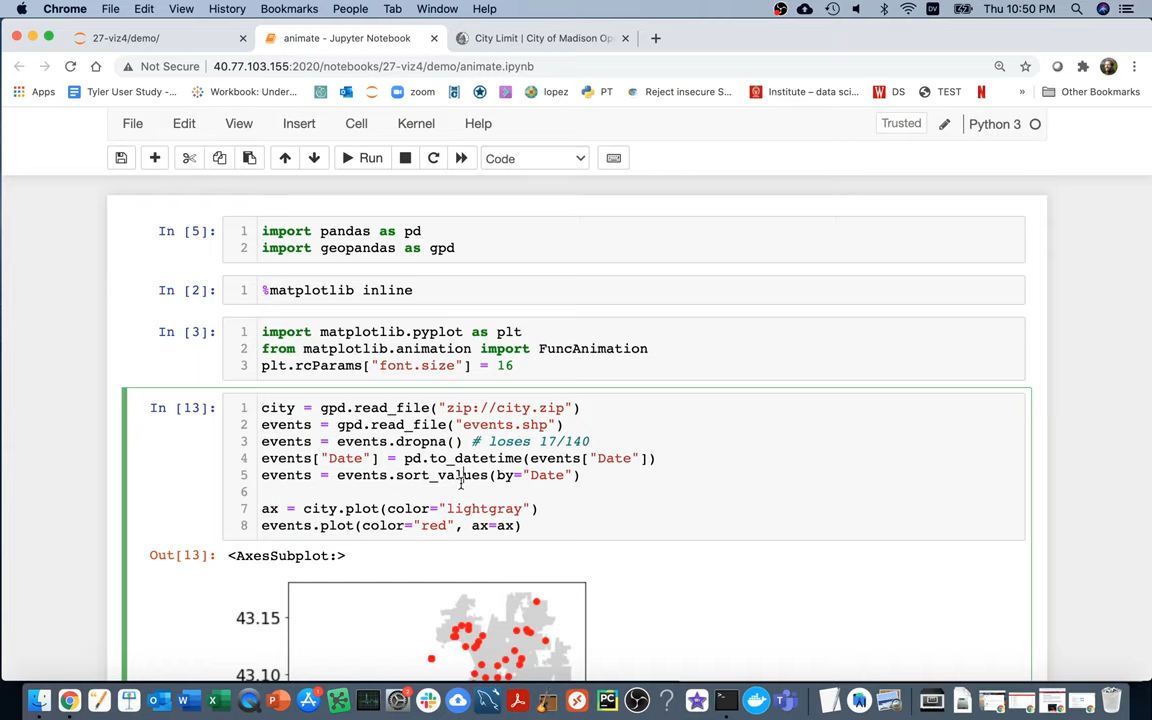 Chrome File Edit View History Bookmarks People Tab Window Help Thu 10:50 PM
27-viz4/demo/ animate - Jupyter Notebook City Limit | City of Madison Op
Not Secure 40.77.103.155:2020/notebooks/27-viz4/demo/animate.ipynb
Apps Tyler User Study -... Workbook: Under... zoom lopez PT Reject insecure S... Institute – data sci... DS TEST » Other Bookmarks
File Edit View Insert Cell Kernel Help Trusted Python 3
Run Code
In [5]: 1 import pandas as pd
2 import geopandas as gpd
In [2]: 1 %matplotlib inline
In [3]: 1 import matplotlib.pyplot as plt
2 from matplotlib.animation import FuncAnimation
3 plt.rcParams["font.size"] = 16
In [13]: 1 city = gpd.read_file("zip://city.zip")
2 events = gpd.read_file("events.shp")
3 events = events.dropna() # loses 17/140
4 events["Date"] = pd.to_datetime(events["Date"])
5 events = events.sort_values(by="Date")
6
7 ax = city.plot(color="lightgray")
8 events.plot(color="red", ax=ax)
Out[13]: <AxesSubplot:>
43.15
43.10